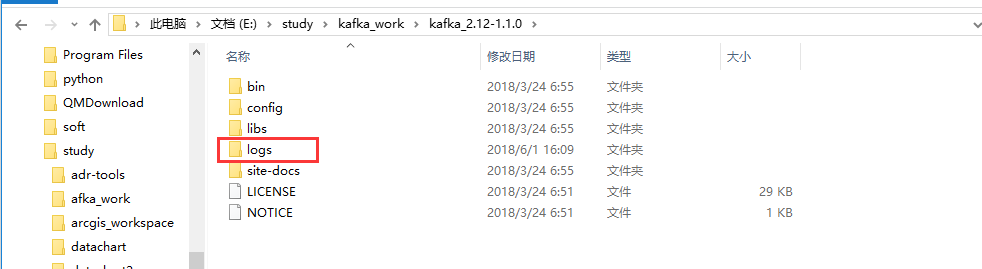 此电脑 > 文档 (E:) > study > kafka_work > kafka_2.12-1.1.0 >
名称 修改日期 类型 大小
Program Files
python
QMDownload
soft
study
adr-tools
afka_work
arcgis_workspace
datachart
bin 2018/3/24 6:55 文件夹
config 2018/3/24 6:55 文件夹
libs 2018/3/24 6:55 文件夹
logs 2018/6/1 16:09 文件夹
site-docs 2018/3/24 6:55 文件夹
LICENSE 2018/3/24 6:51 文件 29 KB
NOTICE 2018/3/24 6:51 文件 1 KB